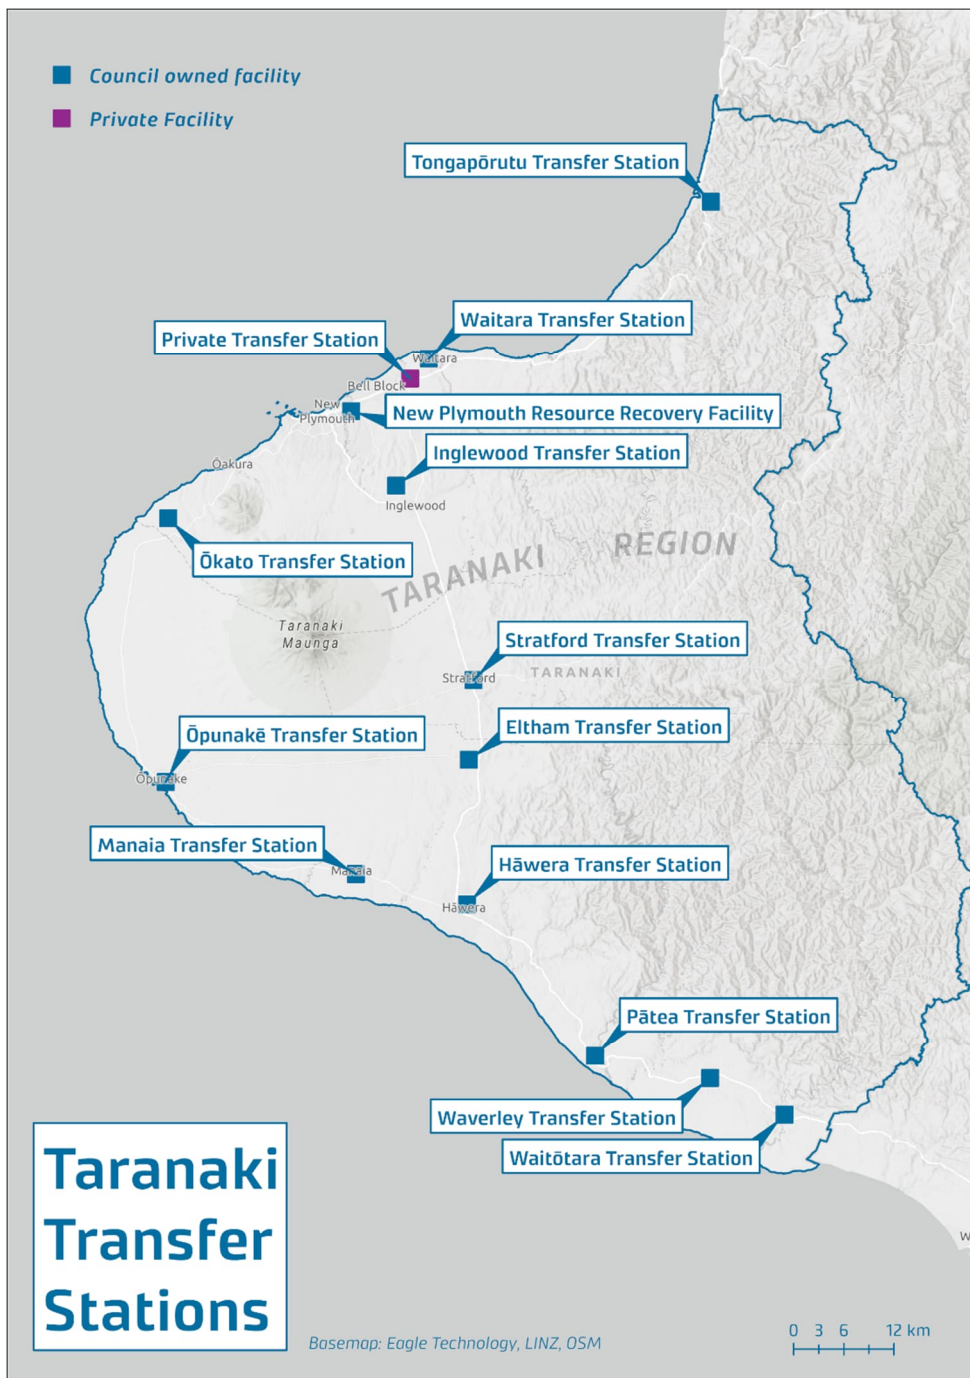 Council owned facility
Private Facility
Tongapōrutu Transfer Station
Waitara Transfer Station
Private Transfer Station
Waitara
Bell Block
New
Plymouth
New Plymouth Resource Recovery Facility
Inglewood Transfer Station
Ōakura
Inglewood
Ōkato Transfer Station
TARANAKI REGION
Taranaki
Maunga
Stratford Transfer Station
Stratford
TARANAKI
Eltham Transfer Station
Ōpunakē Transfer Station
Ōpunake
Manaia Transfer Station
Manaia
Hāwera Transfer Station
Hāwera
Pātea Transfer Station
Waverley Transfer Station
Waitōtara Transfer Station
Taranaki
Transfer
Stations
W
Basemap: Eagle Technology, LINZ, OSM
0 3 6 12 km